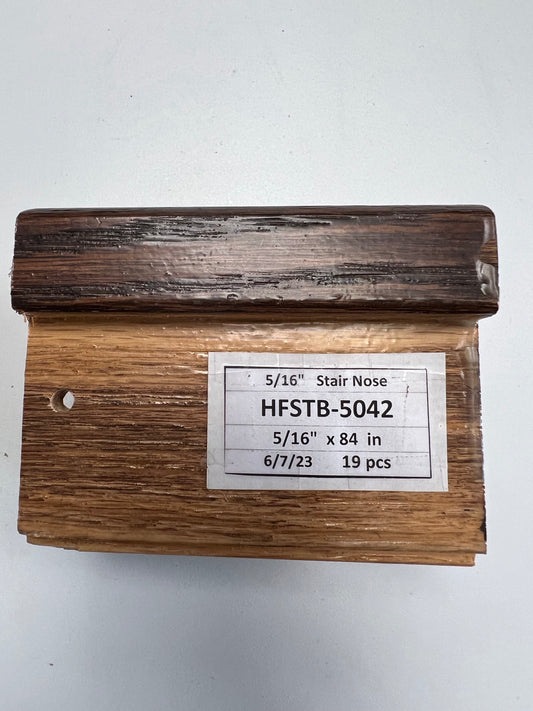 5/16" Stair Nose
HFSTB-5042
5/16" x 84 in
6/7/23 19 pcs